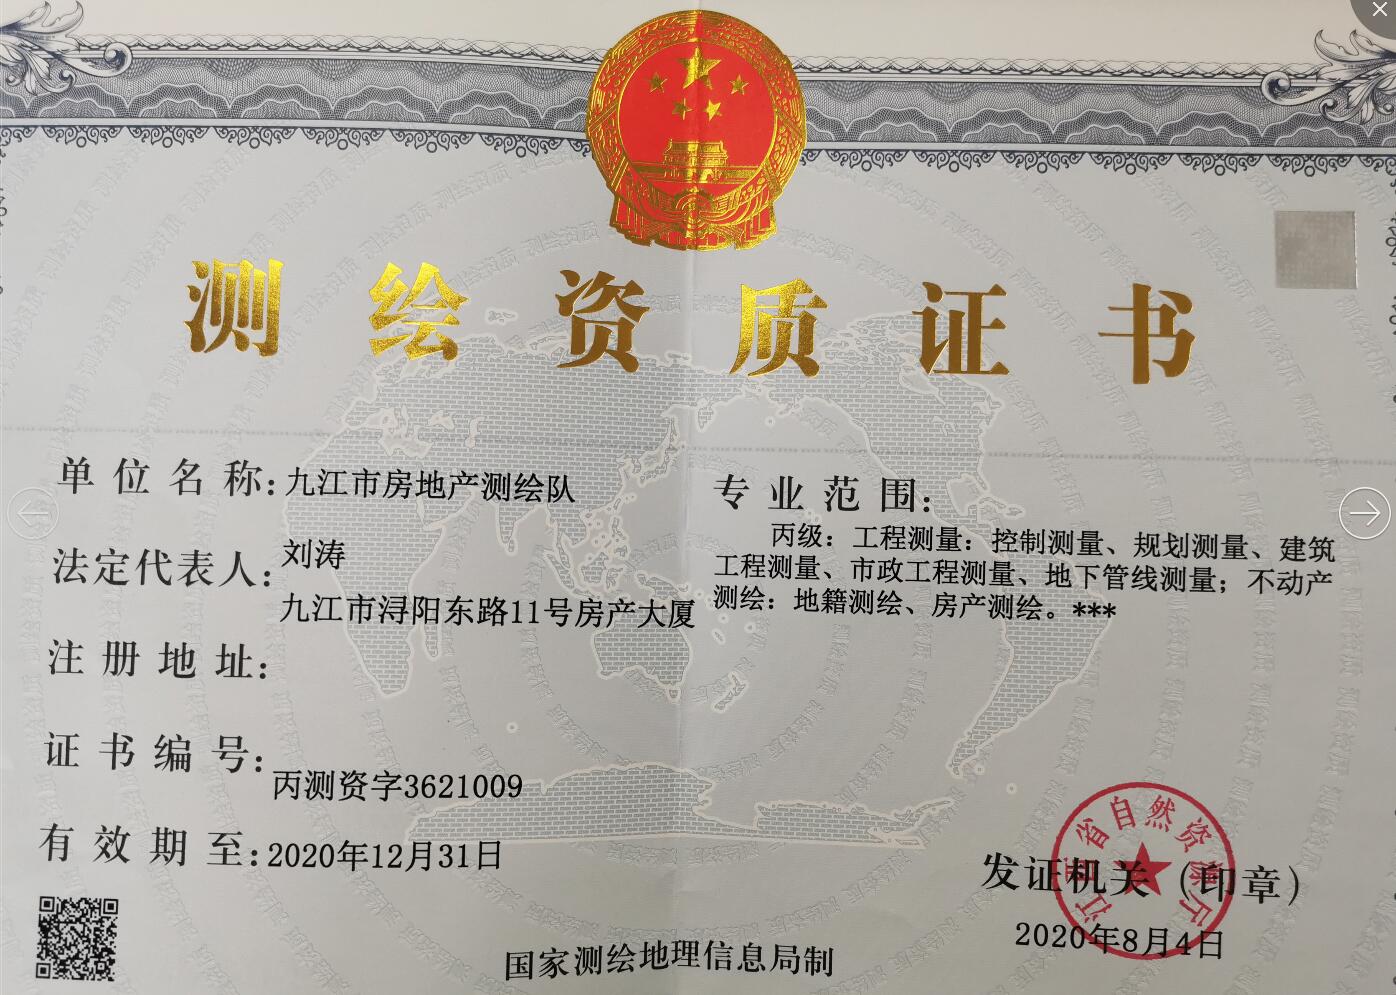 测绘资质证书
单位名称:九江市房地产测绘队
法定代表人:刘涛
九江市浔阳东路11号房产大厦
注册地址:
证书编号:
丙测资字3621009
有效期至:2020年12月31日
专业范围:
丙级：工程测量：控制测量、规划测量、建筑
工程测量、市政工程测量、地下管线测量；不动产
测绘：地籍测绘、房产测绘。***
江西省自然资源厅
发证机关（印章）
2020年8月4日
国家测绘地理信息局制